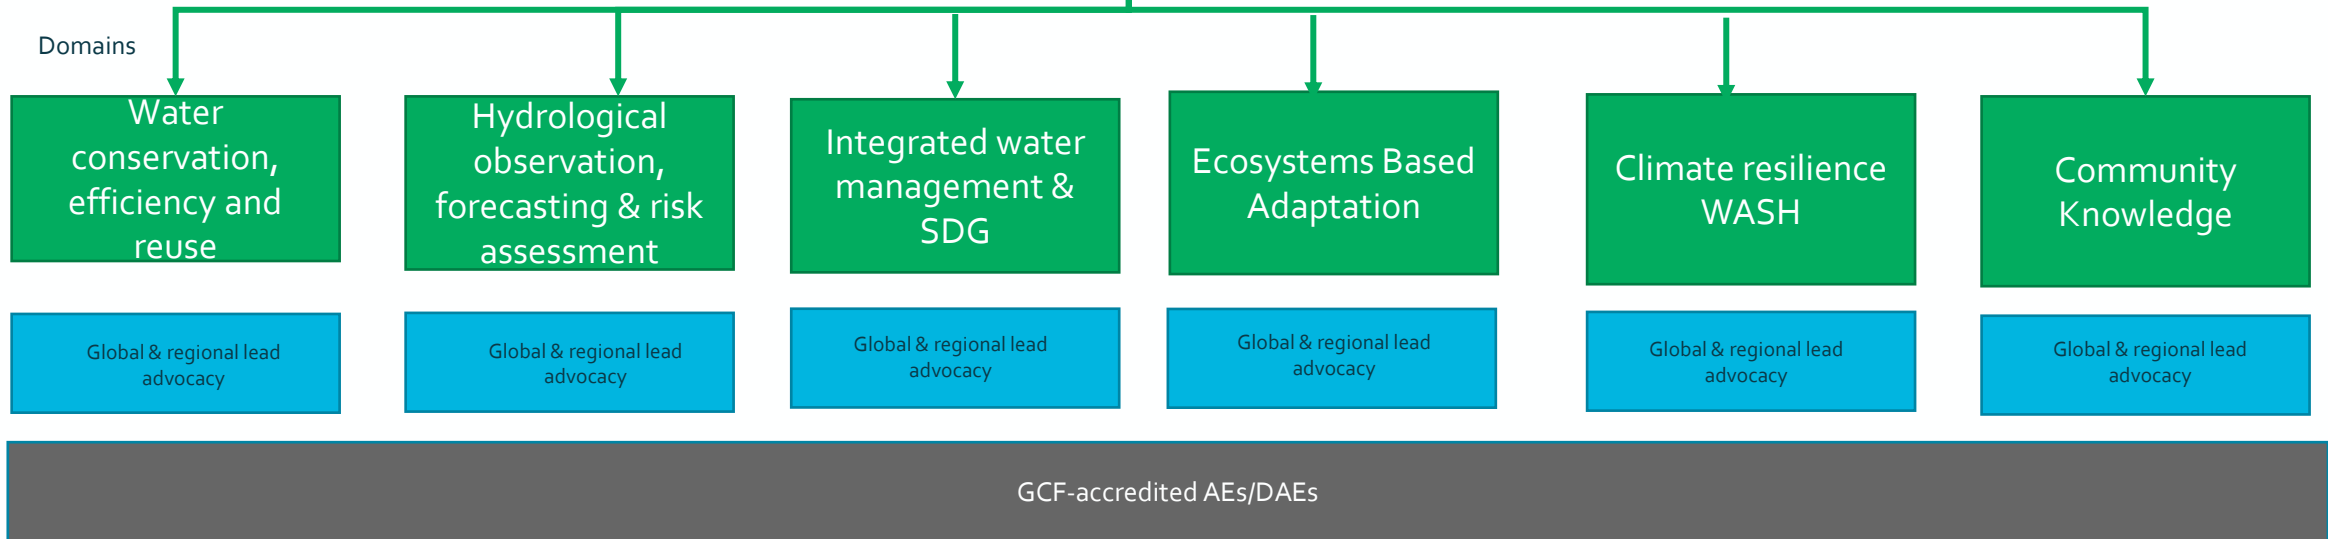 Domains
Water
conservation,
efficiency and
reuse
Hydrological
observation,
forecasting & risk
assessment
Integrated water
management &
SDG
Ecosystems Based
Adaptation
Climate resilience
WASH
Community
Knowledge
Global & regional lead
advocacy
Global & regional lead
advocacy
Global & regional lead
advocacy
Global & regional lead
advocacy
Global & regional lead
advocacy
Global & regional lead
advocacy
GCF-accredited AEs/DAEs